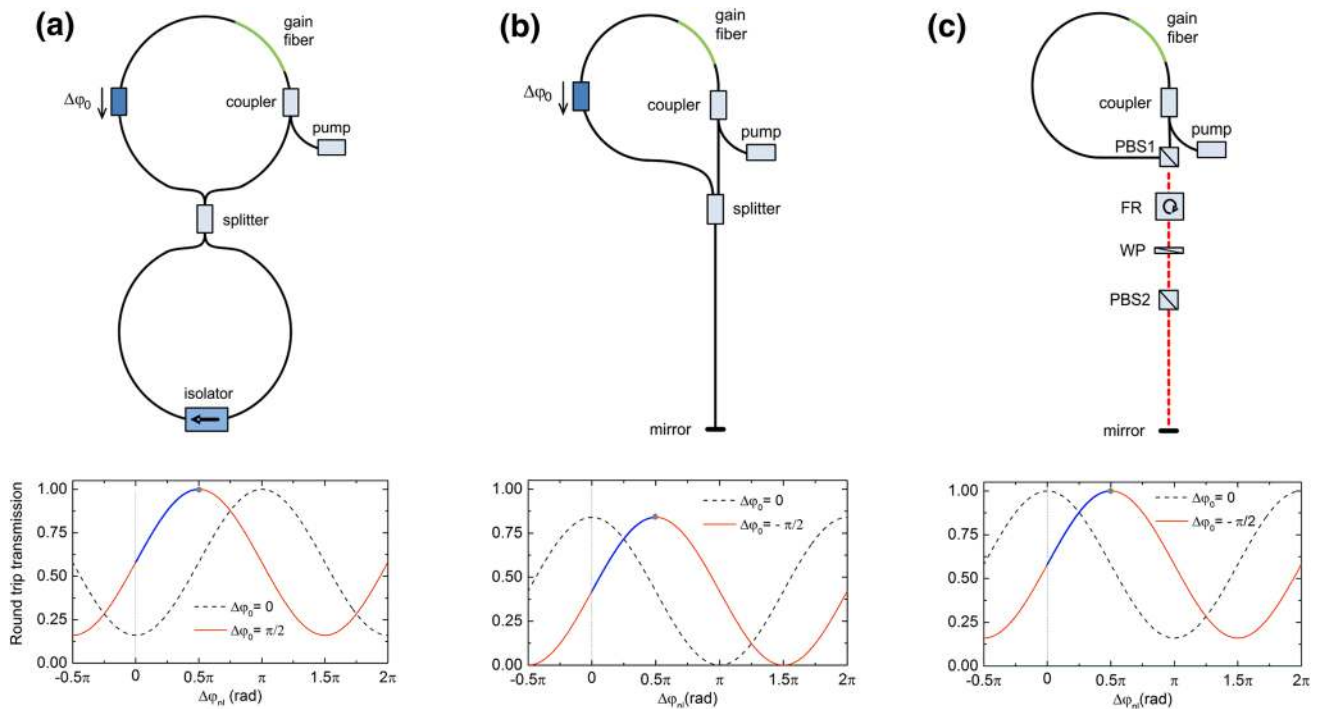 (a)
gain
fiber
Δφ₀
coupler
pump
splitter
isolator
Round trip transmission
1.00
0.75
0.50
0.25
0.00
Δφ₀= 0
Δφ₀= π/2
-0.5π 0 0.5π π 1.5π 2π
Δφₙₗ (rad)
(b)
gain
fiber
Δφ₀
coupler
pump
splitter
mirror
1.00
0.75
0.50
0.25
0.00
Δφ₀= 0
Δφ₀= - π/2
-0.5π 0 0.5π π 1.5π 2π
Δφₙₗ(rad)
(c)
gain
fiber
coupler
pump
PBS1
FR
WP
PBS2
mirror
1.00
0.75
0.50
0.25
0.00
Δφ₀= 0
Δφ₀= - π/2
-0.5π 0 0.5π π 1.5π 2π
Δφₙₗ(rad)